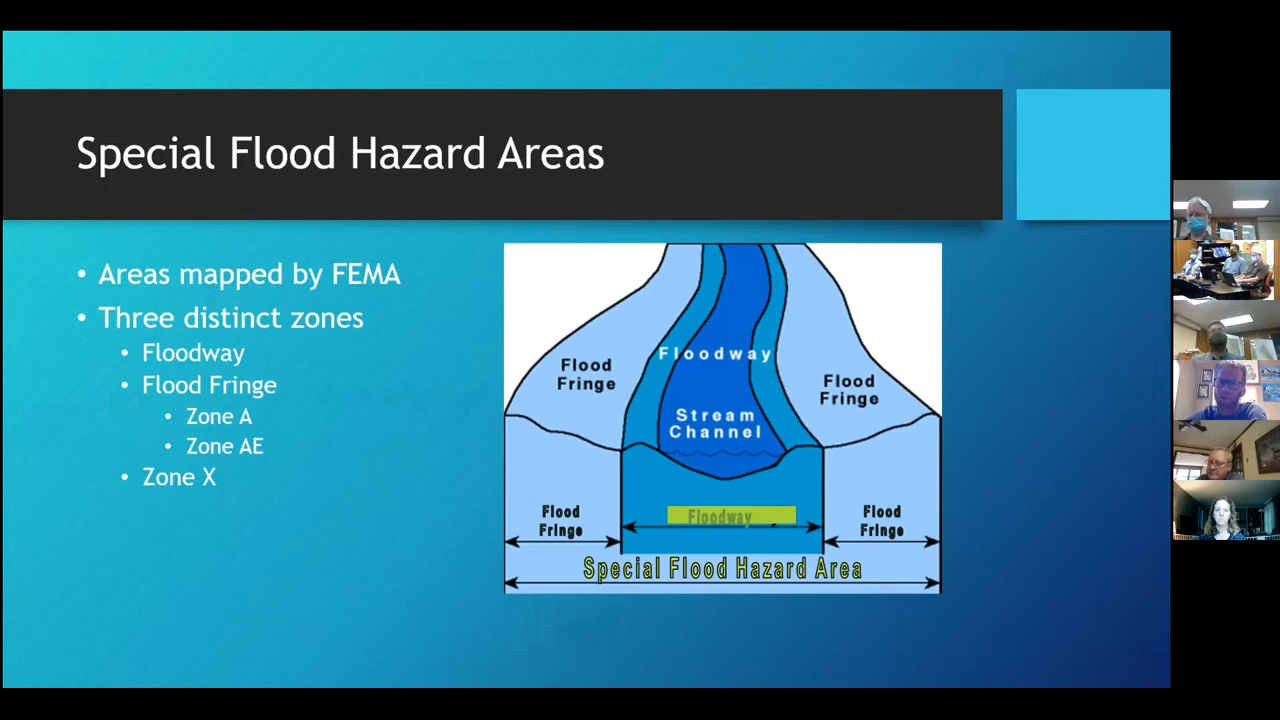 Special Flood Hazard Areas
• Areas mapped by FEMA
• Three distinct zones
• Floodway
• Flood Fringe
• Zone A
• Zone AE
• Zone X
Floodway
Flood
Fringe
Flood
Fringe
Stream
Channel
Flood
Fringe
Floodway
Flood
Fringe
Special Flood Hazard Area